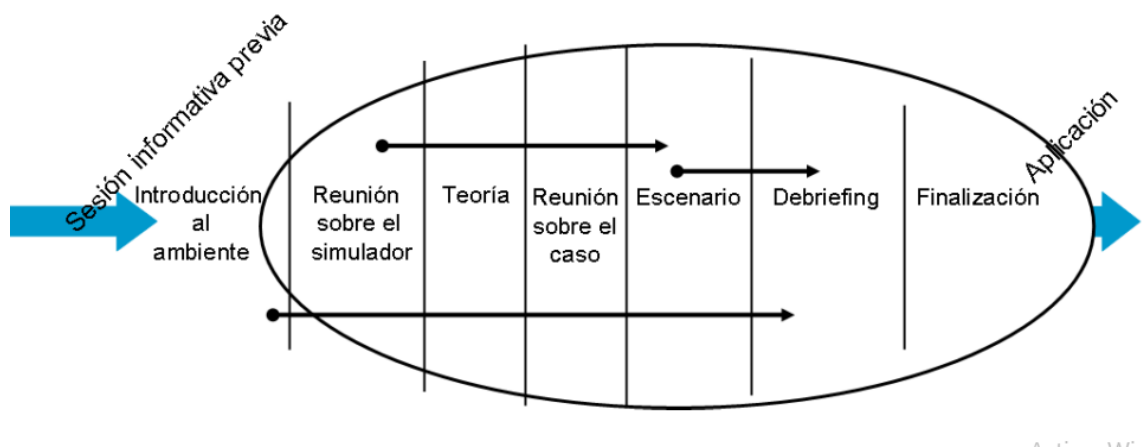 Sesión informativa previa
Introducción
al
ambiente
Reunión
sobre el
simulador
Teoría
Reunión
sobre el
caso
Escenario
Debriefing
Finalización
Aplicación